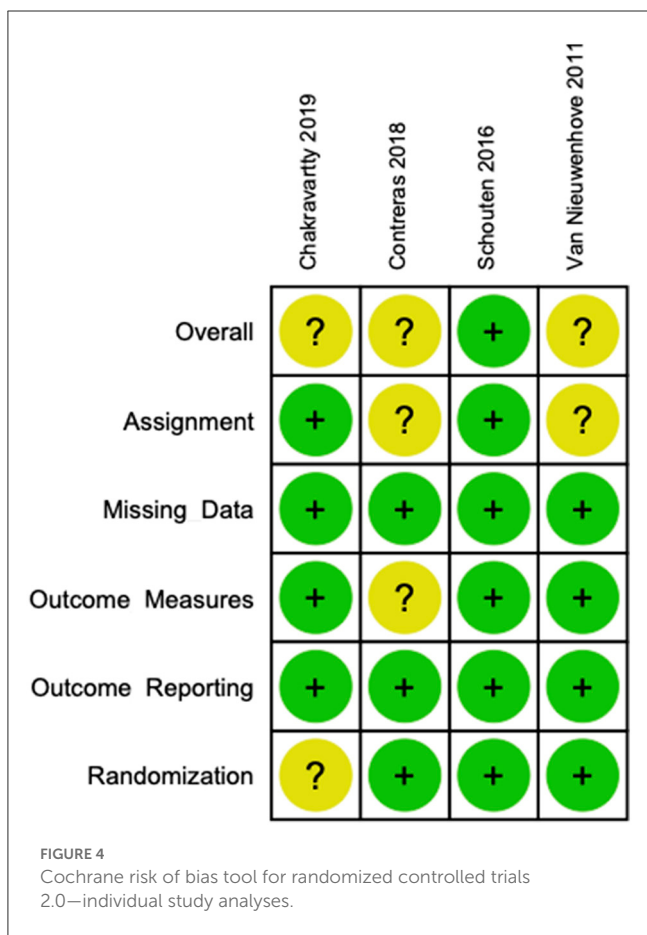 Chakravartty 2019
Contreras 2018
Schouten 2016
Van Nieuwenhove 2011
Overall ? ? + ?
Assignment + ? + ?
Missing Data + + + +
Outcome Measures + ? + +
Outcome Reporting + + + +
Randomization ? + + +
FIGURE 4
Cochrane risk of bias tool for randomized controlled trials
2.0—individual study analyses.